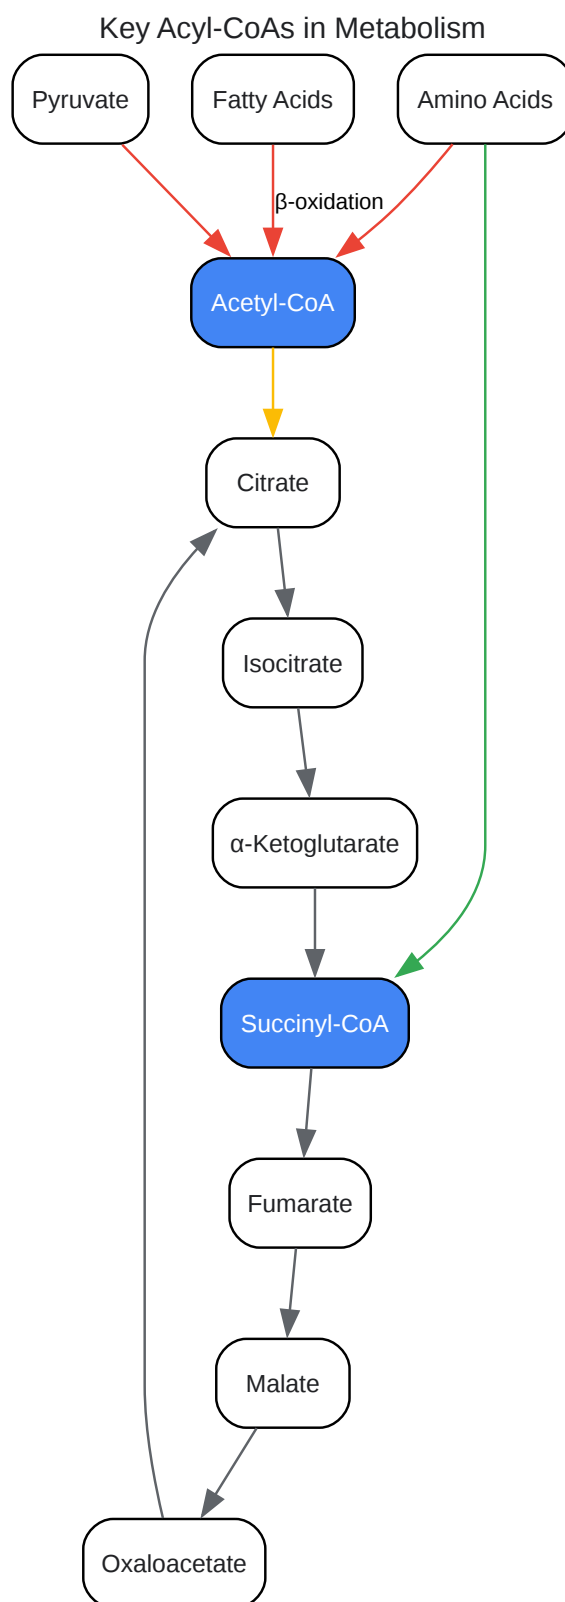 Key Acyl-CoAs in Metabolism
Pyruvate
Fatty Acids
Amino Acids
β-oxidation
Acetyl-CoA
Citrate
Isocitrate
α-Ketoglutarate
Succinyl-CoA
Fumarate
Malate
Oxaloacetate